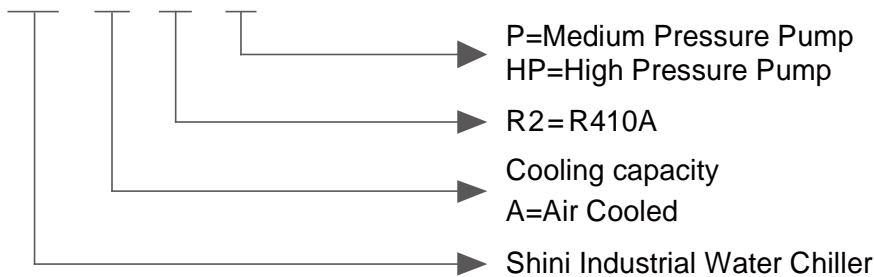 P=Medium Pressure Pump
HP=High Pressure Pump
R2=R410A
Cooling capacity
A=Air Cooled
Shini Industrial Water Chiller